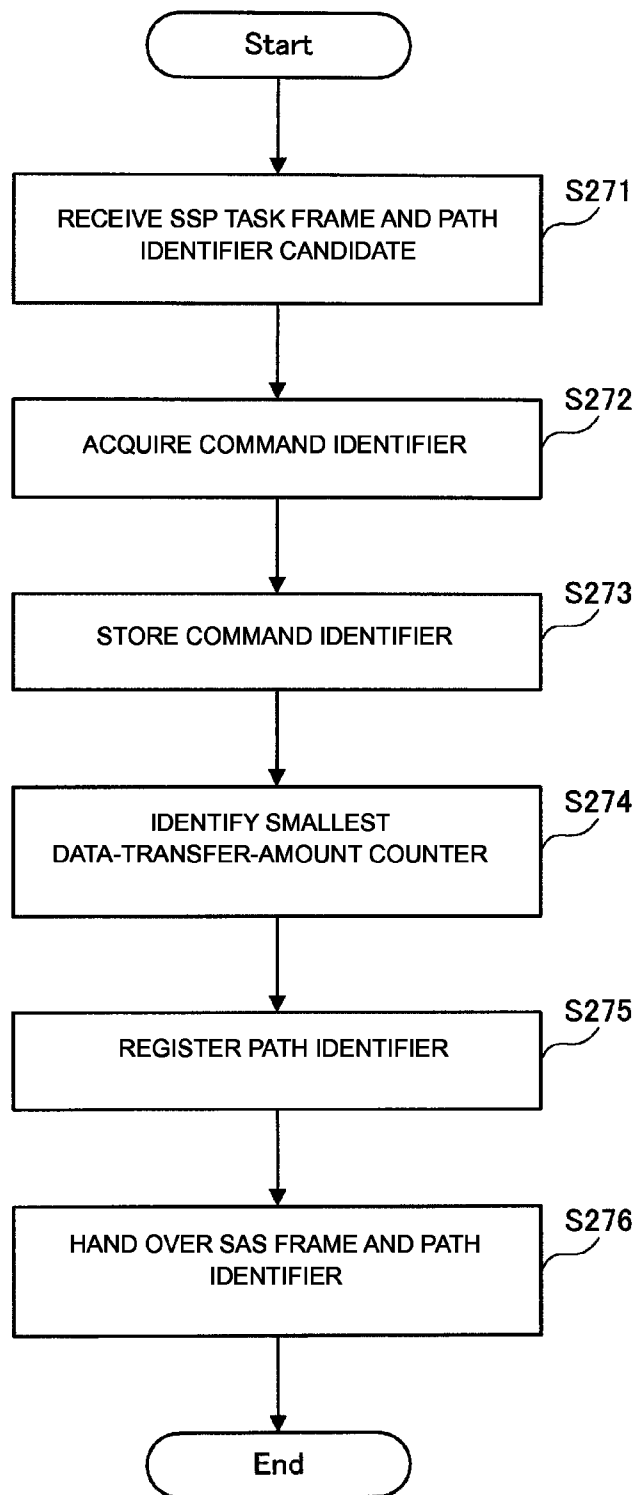 Start
S271
RECEIVE SSP TASK FRAME AND PATH
IDENTIFIER CANDIDATE
S272
ACQUIRE COMMAND IDENTIFIER
S273
STORE COMMAND IDENTIFIER
S274
IDENTIFY SMALLEST
DATA-TRANSFER-AMOUNT COUNTER
S275
REGISTER PATH IDENTIFIER
S276
HAND OVER SAS FRAME AND PATH
IDENTIFIER
End